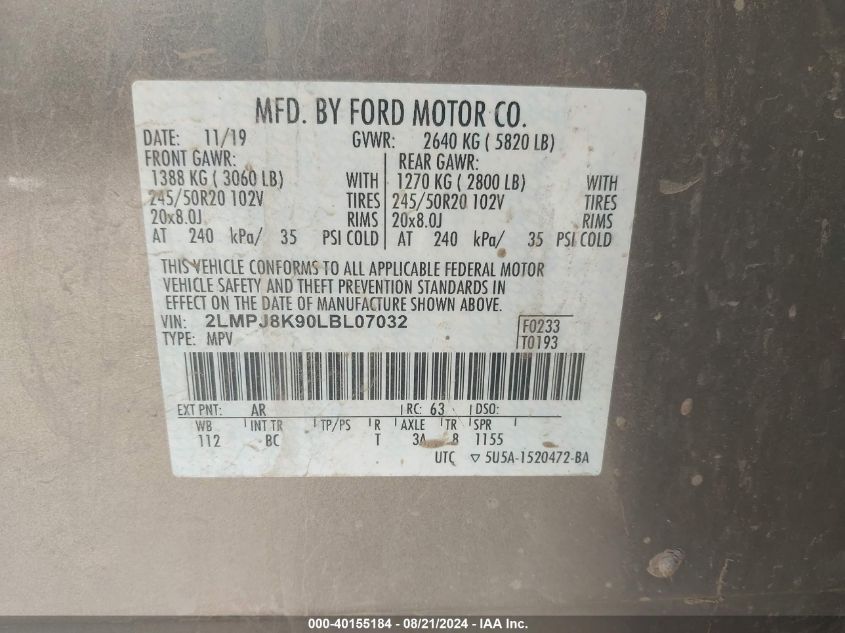 MFD. BY FORD MOTOR CO.
DATE: 11/19 GVWR: 2640 KG ( 5820 LB)
FRONT GAWR: REAR GAWR:
1388 KG ( 3060 LB) WITH 1270 KG ( 2800 LB) WITH
245/50R20 102V TIRES 245/50R20 102V TIRES
20x8.0J RIMS 20x8.0J RIMS
AT 240 kPa/ 35 PSI COLD AT 240 kPa/ 35 PSI COLD
THIS VEHICLE CONFORMS TO ALL APPLICABLE FEDERAL MOTOR
VEHICLE SAFETY AND THEFT PREVENTION STANDARDS IN
EFFECT ON THE DATE OF MANUFACTURE SHOWN ABOVE.
VIN: 2LMPJ8K90LBL07032 F0233
TYPE: MPV T0193
EXT PNT: AR RC: 63 DSO:
WB INT TR TP/PS R AXLE TR SPR
112 BC T 3A 8 1155
UTC ▽ 5U5A-1520472-BA
000-40155184 - 08/21/2024 - IAA Inc.